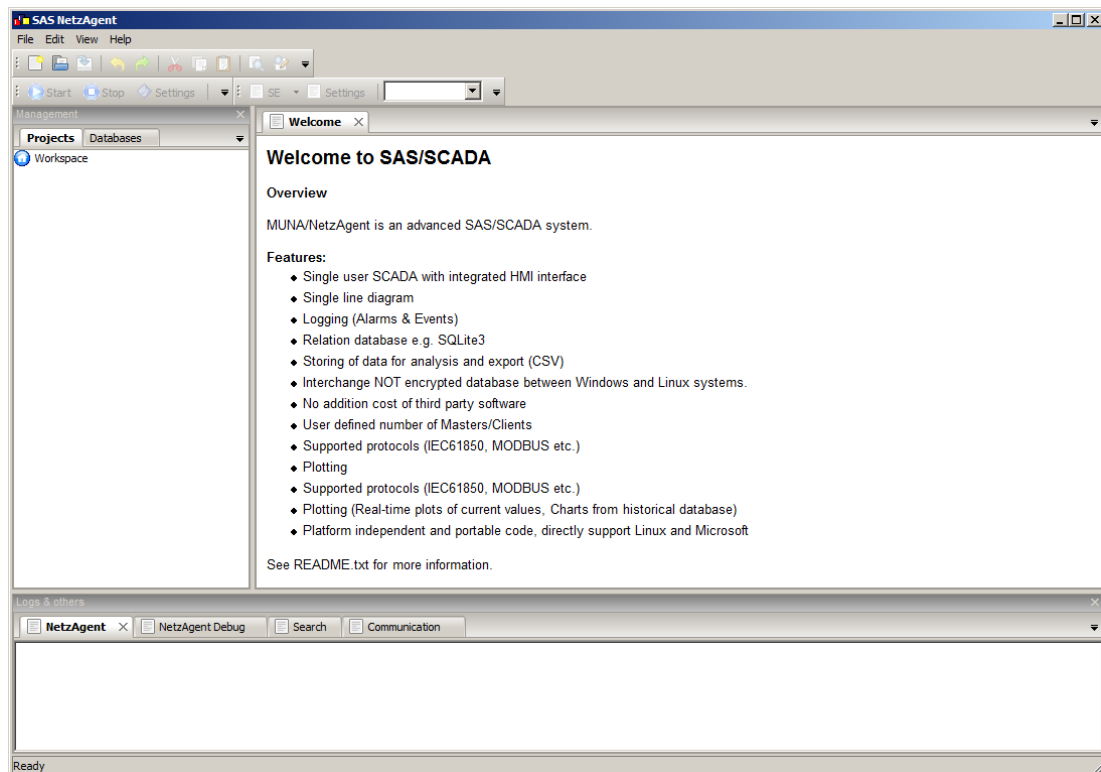 SAS NetzAgent
File Edit View Help
Start Stop Settings SE Settings
Management
Projects Databases
Workspace
Welcome
Welcome to SAS/SCADA
Overview
MUNA/NetzAgent is an advanced SAS/SCADA system.
Features:
Single user SCADA with integrated HMI interface
Single line diagram
Logging (Alarms & Events)
Relation database e.g. SQLite3
Storing of data for analysis and export (CSV)
Interchange NOT encrypted database between Windows and Linux systems.
No addition cost of third party software
User defined number of Masters/Clients
Supported protocols (IEC61850, MODBUS etc.)
Plotting
Supported protocols (IEC61850, MODBUS etc.)
Plotting (Real-time plots of current values, Charts from historical database)
Platform independent and portable code, directly support Linux and Microsoft
See README.txt for more information.
Logs & others
NetzAgent NetzAgent Debug Search Communication
Ready